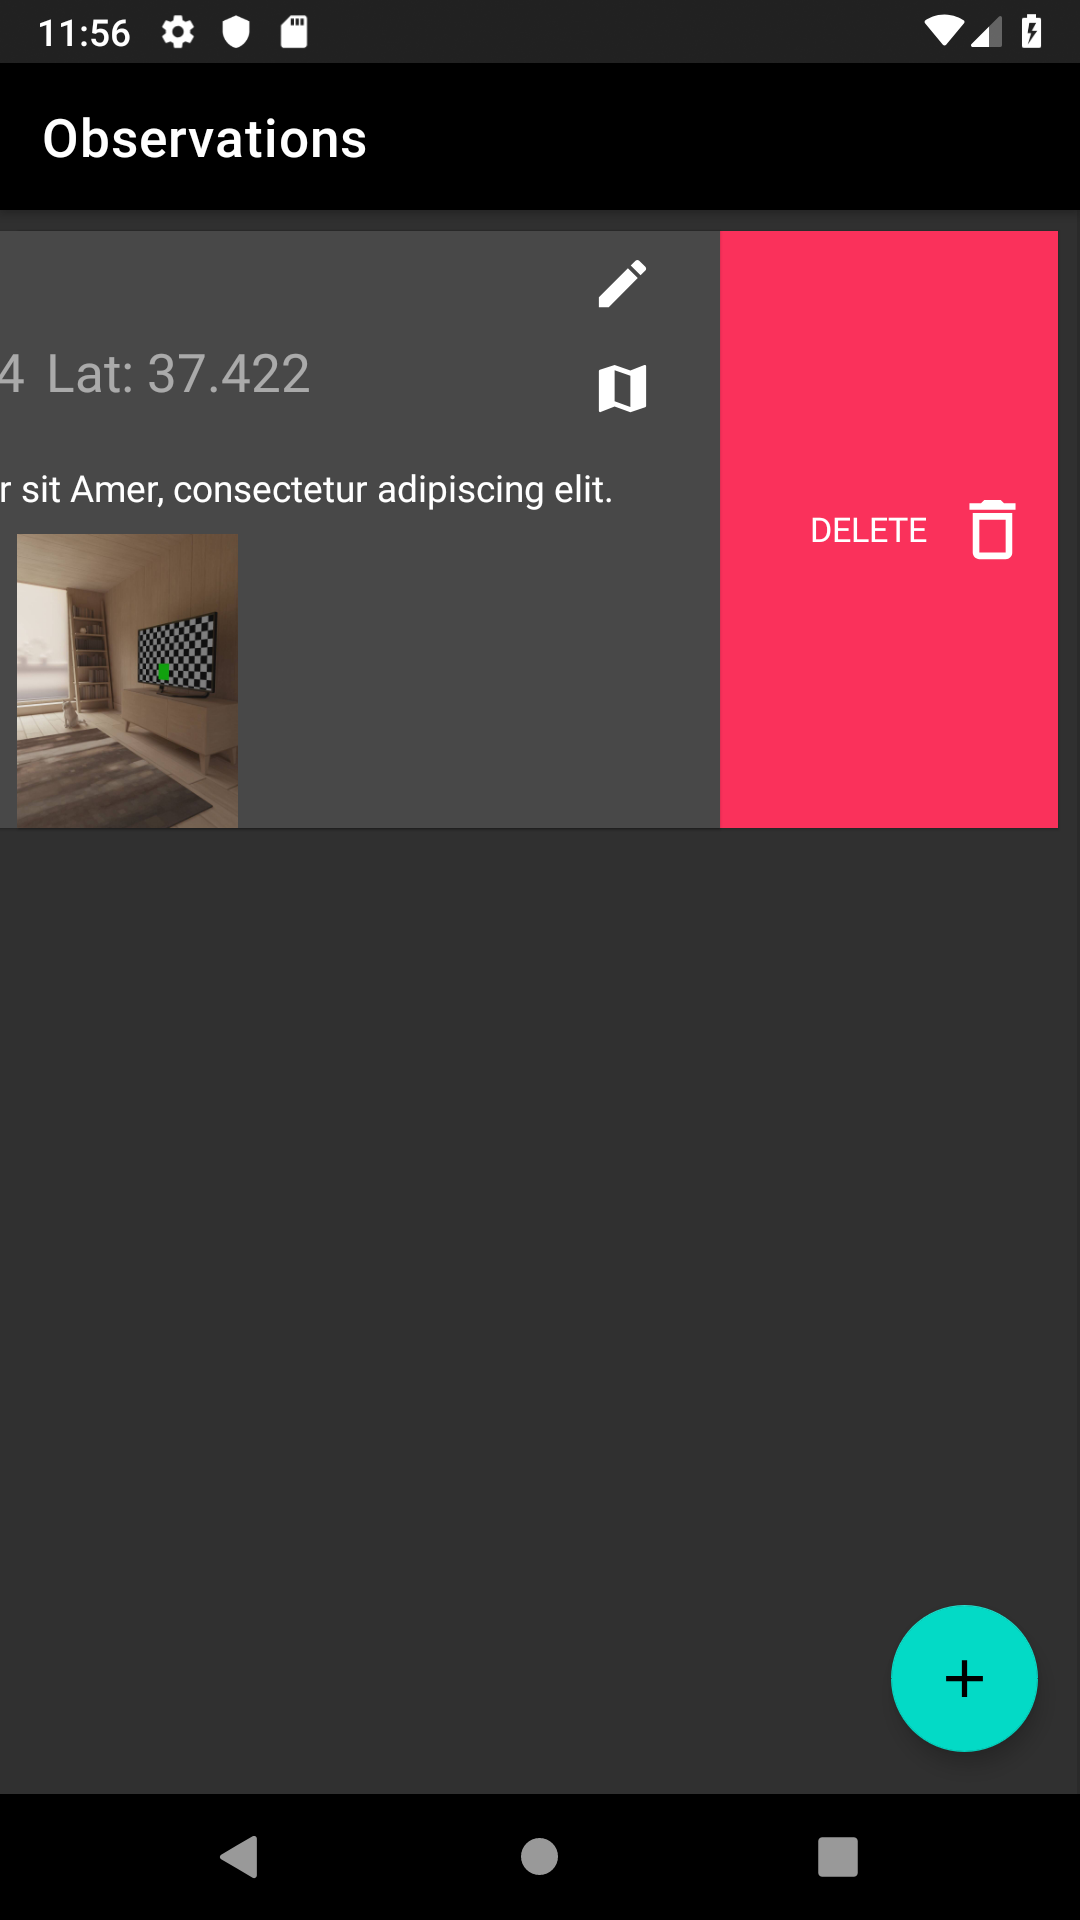 11:56
Observations
4 Lat: 37.422
r sit Amer, consectetur adipiscing elit.
DELETE